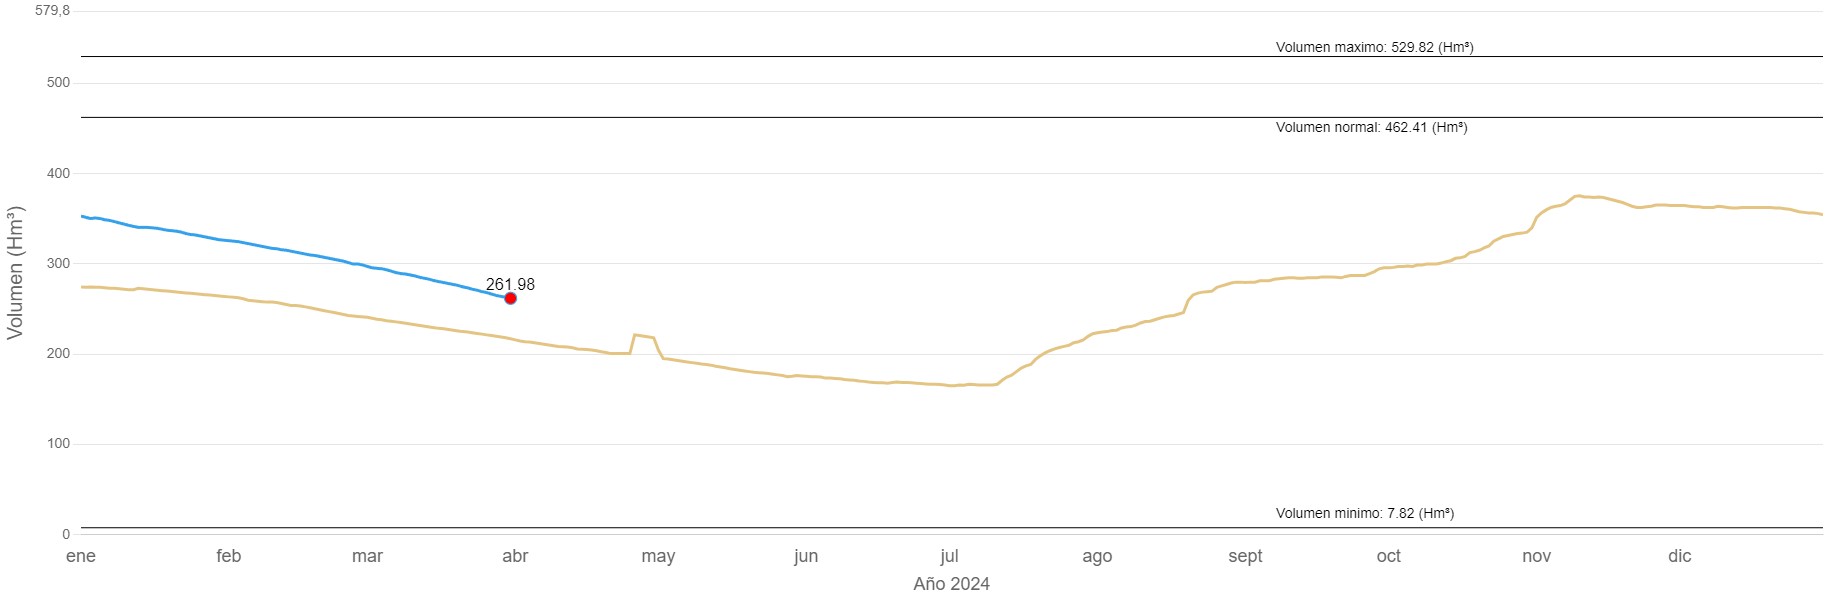 579,8
Volumen maximo: 529.82 (Hm³)
500
Volumen normal: 462.41 (Hm³)
400
Volumen (Hm³)
300
261.98
200
100
Volumen minimo: 7.82 (Hm³)
0
ene feb mar abr may jun jul ago sept oct nov dic
Año 2024